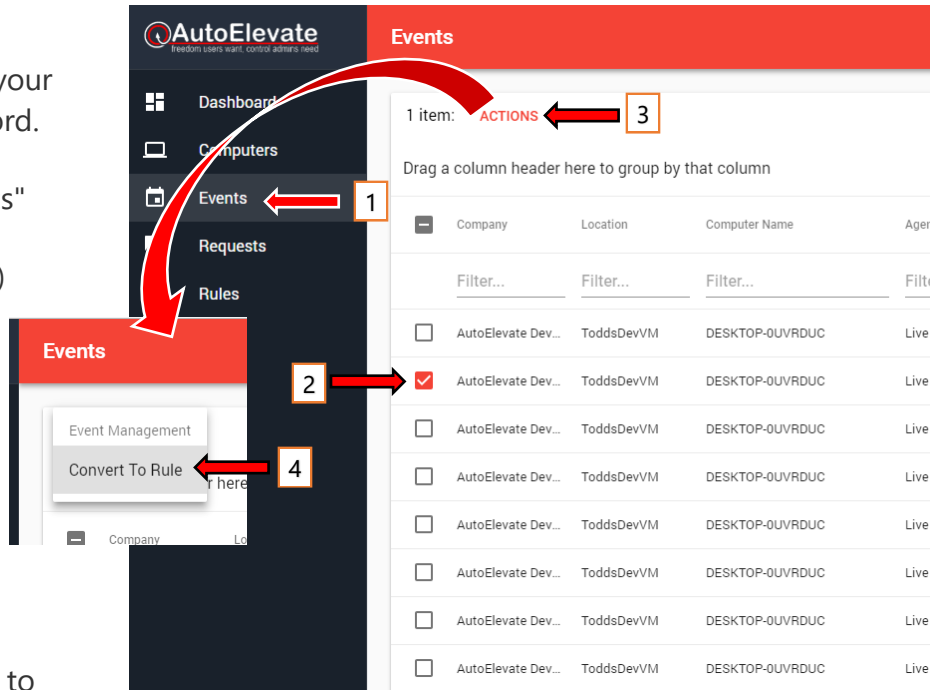 your
ord.
s"
)
to
AutoElevate
freedom users want, control admins need
Dashboard
Computers
Events
1
Requests
Rules
Events
1 item: ACTIONS
3
Drag a column header here to group by that column
Company Location Computer Name Agen
Filter... Filter... Filter... Filte
AutoElevate Dev... ToddsDevVM DESKTOP-0UVRDUC Live
2
AutoElevate Dev... ToddsDevVM DESKTOP-0UVRDUC Live
AutoElevate Dev... ToddsDevVM DESKTOP-0UVRDUC Live
AutoElevate Dev... ToddsDevVM DESKTOP-0UVRDUC Live
AutoElevate Dev... ToddsDevVM DESKTOP-0UVRDUC Live
AutoElevate Dev... ToddsDevVM DESKTOP-0UVRDUC Live
AutoElevate Dev... ToddsDevVM DESKTOP-0UVRDUC Live
AutoElevate Dev... ToddsDevVM DESKTOP-0UVRDUC Live
Events
Event Management
Convert To Rule
4
r here
Company Lo